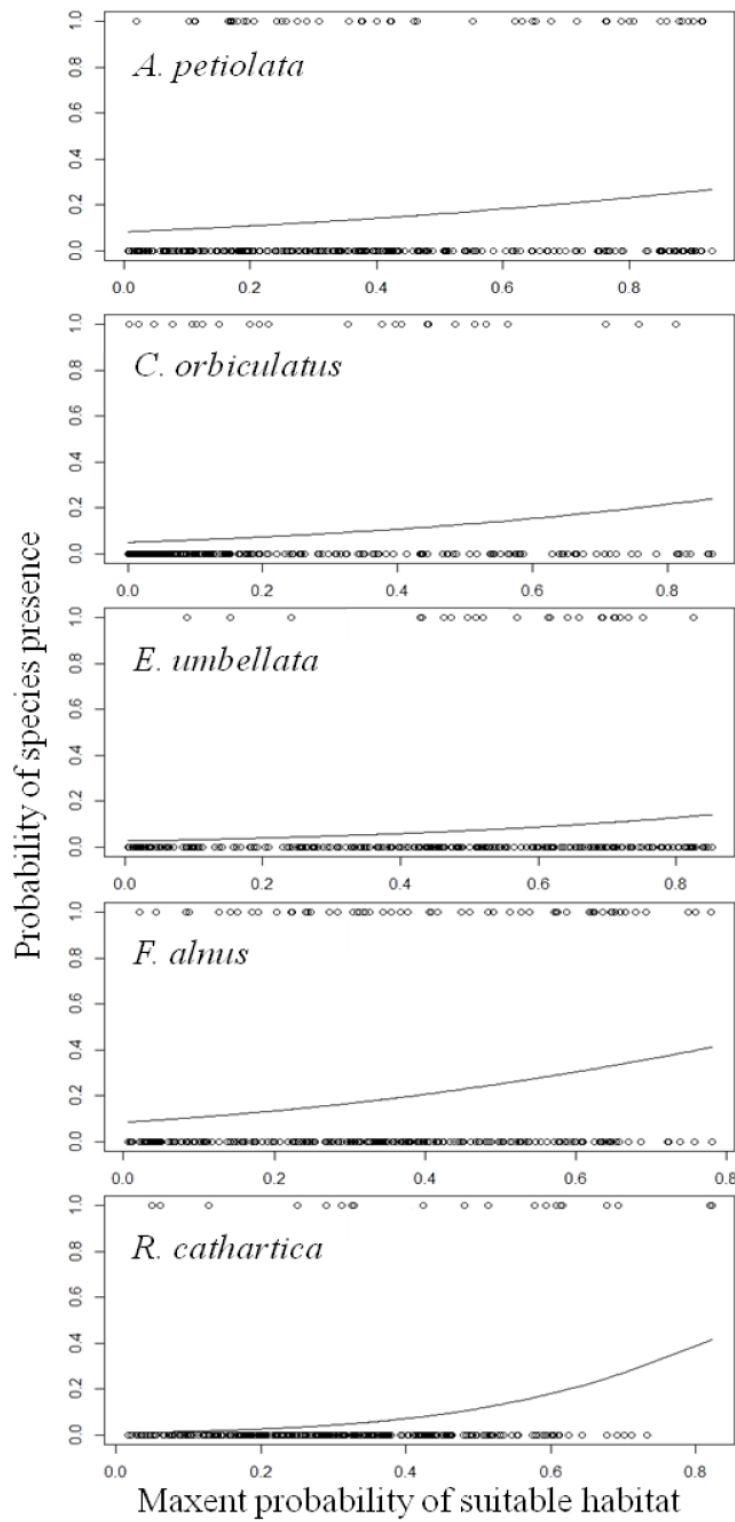 Probability of species presence
A. petiolata
1.0
0.8
0.6
0.4
0.2
0.0
0.0 0.2 0.4 0.6 0.8
C. orbiculatus
1.0
0.8
0.6
0.4
0.2
0.0
0.0 0.2 0.4 0.6 0.8
E. umbellata
1.0
0.8
0.6
0.4
0.2
0.0
0.0 0.2 0.4 0.6 0.8
F. alnus
1.0
0.8
0.6
0.4
0.2
0.0
0.0 0.2 0.4 0.6 0.8
R. cathartica
1.0
0.8
0.6
0.4
0.2
0.0
0.0 0.2 0.4 0.6 0.8
Maxent probability of suitable habitat